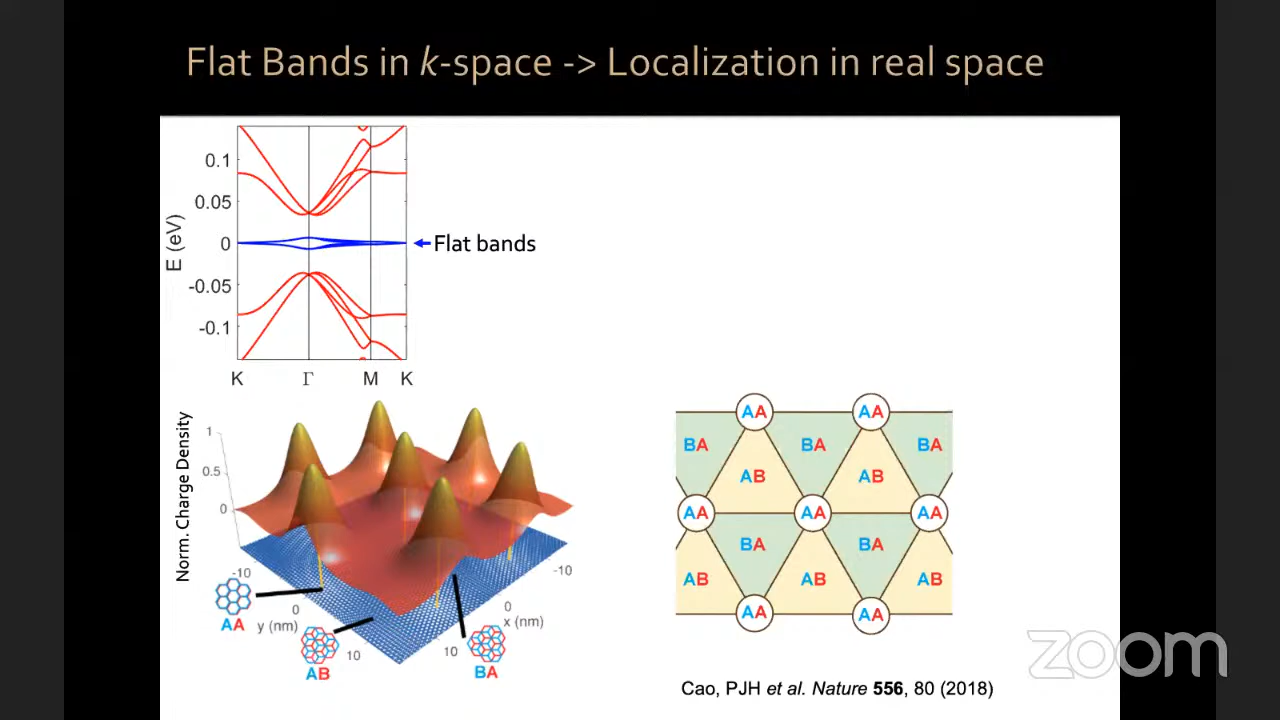 Flat Bands in k-space -> Localization in real space
0.1
0.05
0
-0.05
-0.1
E (eV)
K Γ M K
Flat bands
Norm. Charge Density
1
0.5
0
-10
0
y (nm)
10
-10
0
x (nm)
10
AA
AB
BA
AA AA
BA BA BA
AB AB
AA AA AA
BA BA
AB AB AB
AA AA
Cao, PJH et al. Nature 556, 80 (2018)
zoom